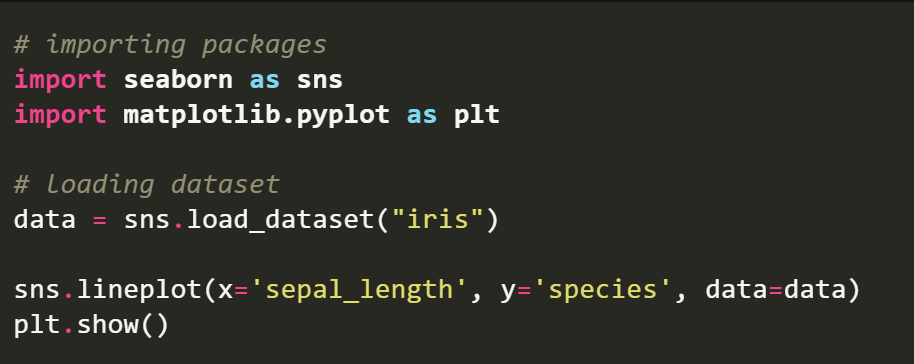 # importing packages
import seaborn as sns
import matplotlib.pyplot as plt
# loading dataset
data = sns.load_dataset("iris")
sns.lineplot(x='sepal_length', y='species', data=data)
plt.show()